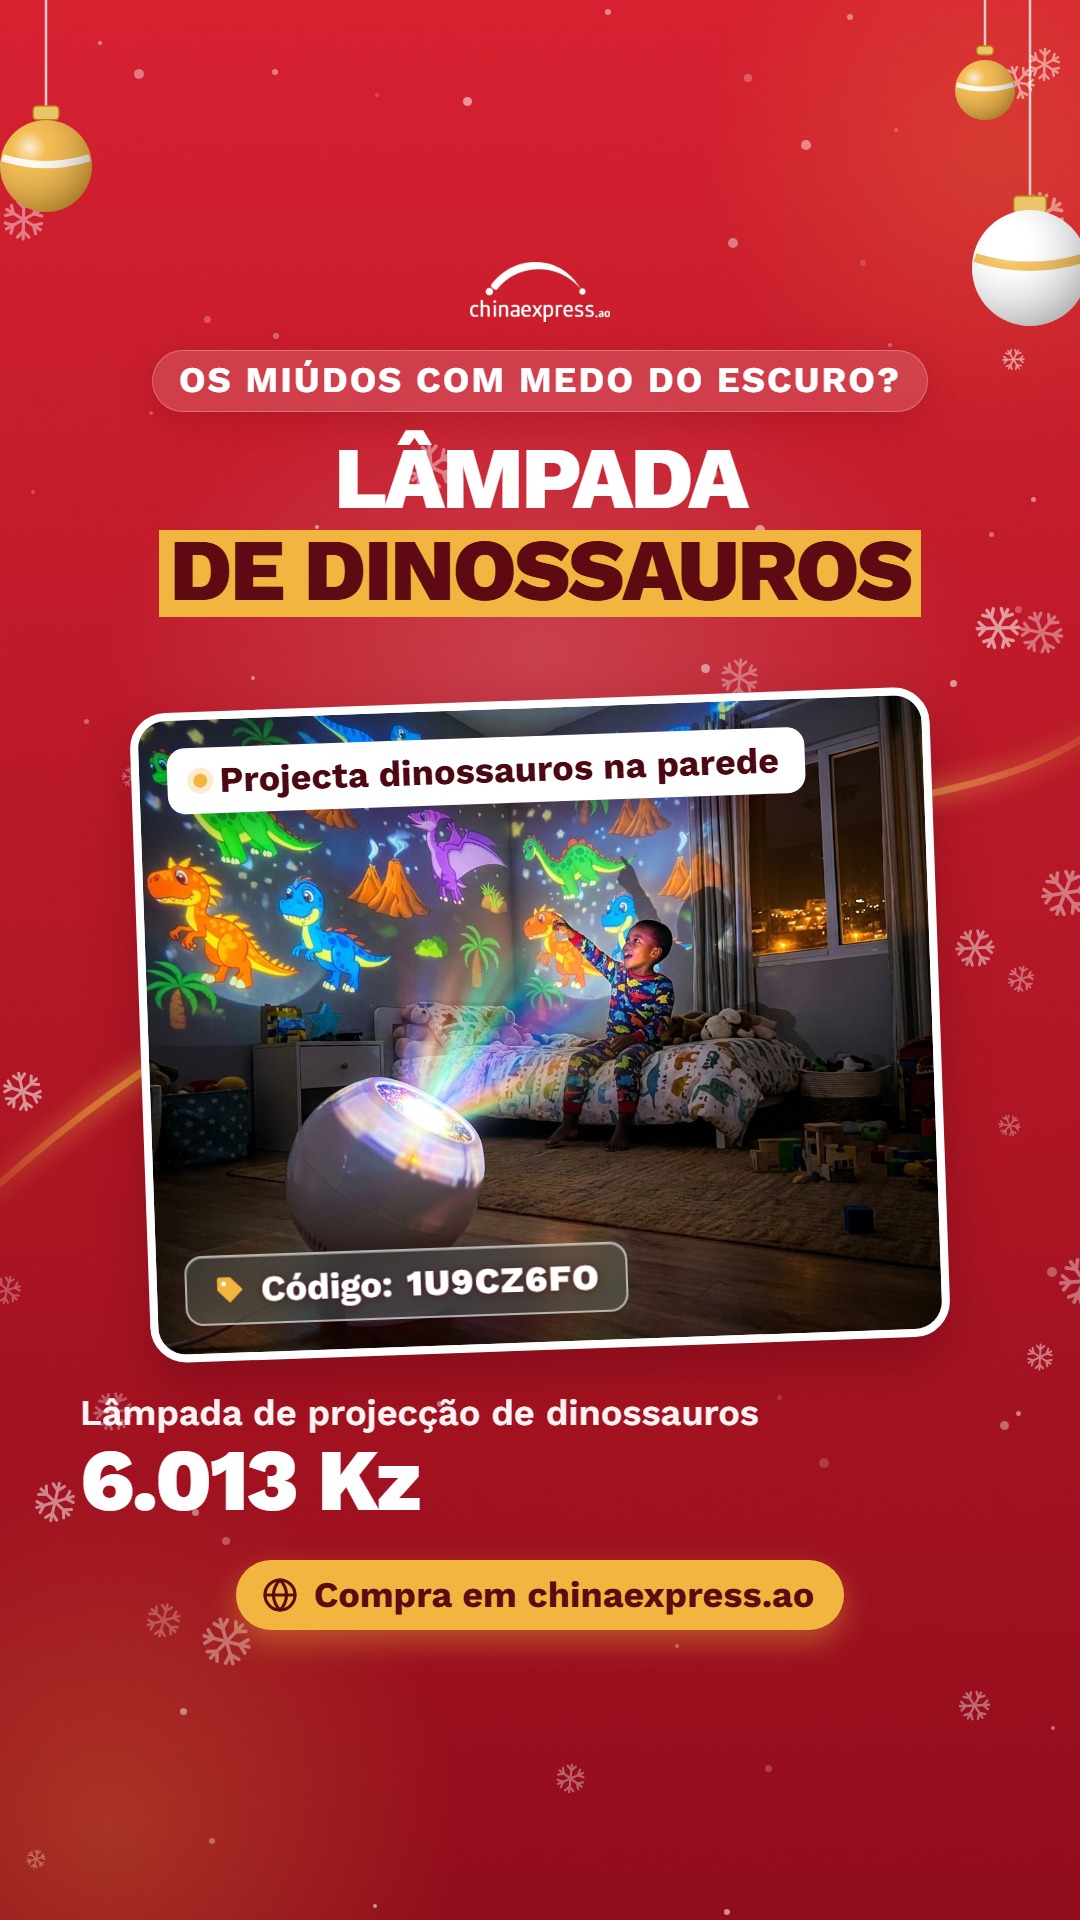 chinaexpress.ao
OS MIÚDOS COM MEDO DO ESCURO?
LÂMPADA
DE DINOSSAUROS
Projecta dinossauros na parede
Código: 1U9CZ6FO
Lâmpada de projecção de dinossauros
6.013 Kz
Compra em chinaexpress.ao